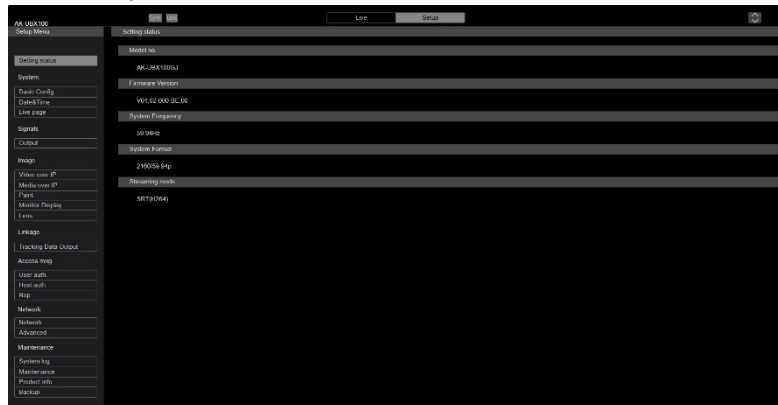 AK-UBX100
Live
Setup
Setup Menu
Setting status
Setting status
System
Basic Config
Date&Time
Live page
Signals
Output
Image
Video over IP
Media over IP
Paint
Monitor Display
Lens
Linkage
Tracking Data Output
Access mng
User auth.
Host auth.
Rop
Network
Network
Advanced
Maintenance
System log
Maintenance
Product info
Backup
Model no.
AK-UBX100GJ
Firmware Version
V01.02-000-BE.00
System Frequency
59.94Hz
System Format
2160/59.94p
Streaming mode
SRT(H264)